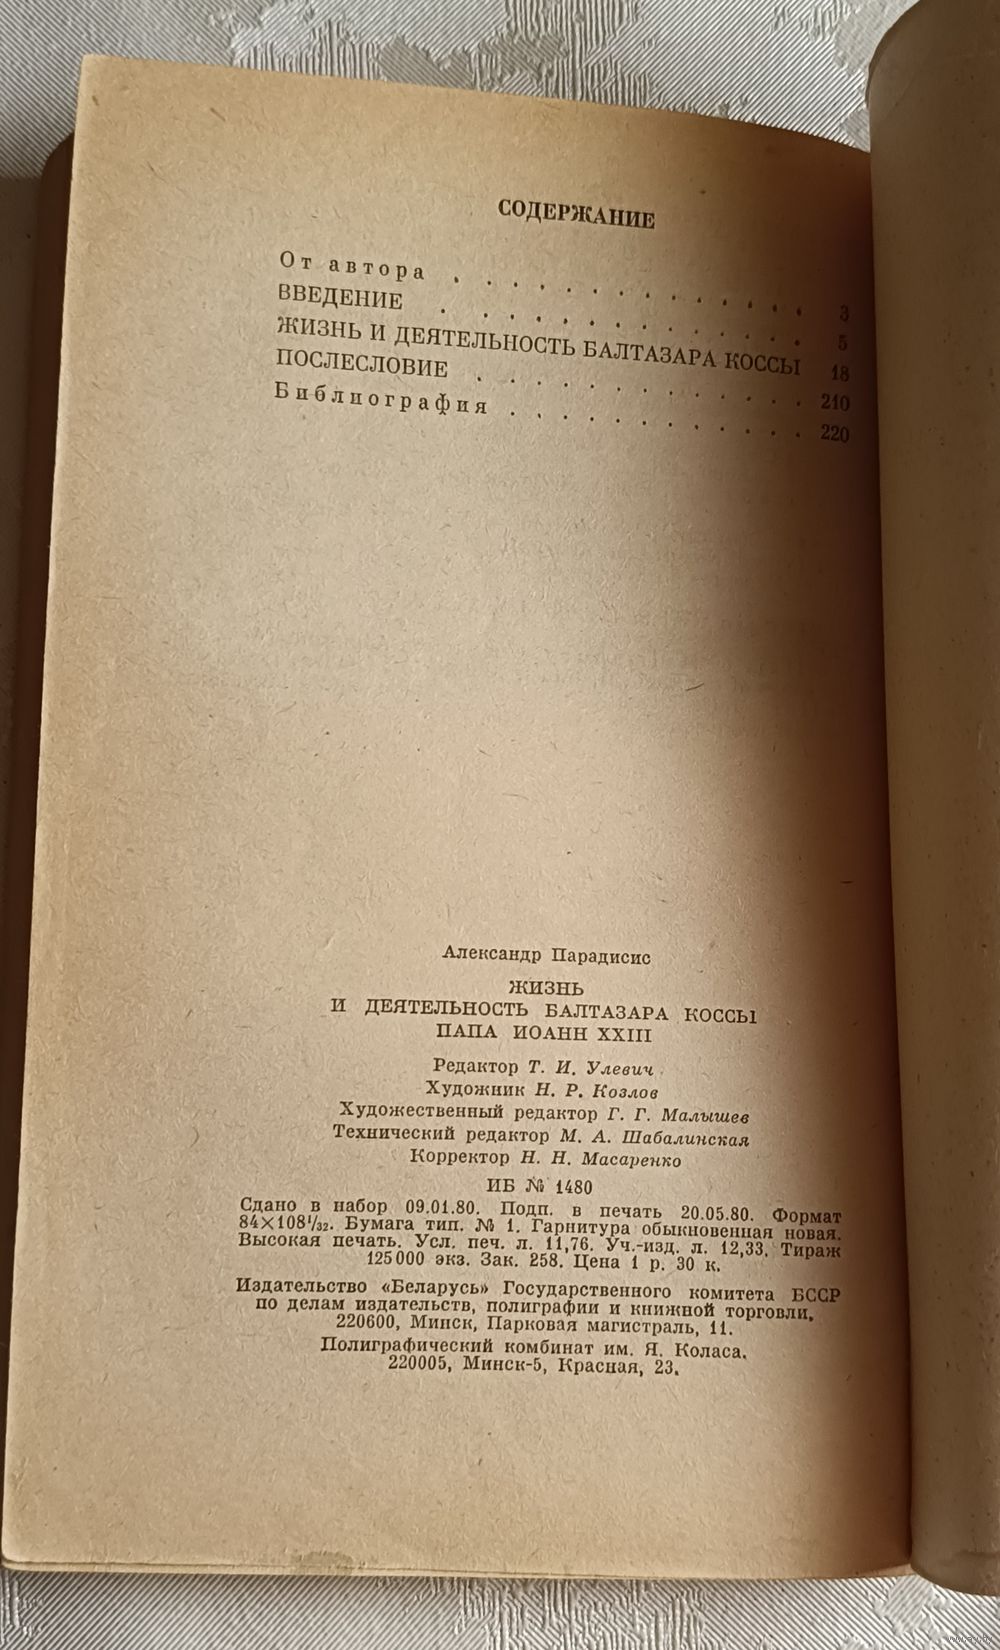 СОДЕРЖАНИЕ
От автора . . . . . . . . . . . . . . 3
ВВЕДЕНИЕ . . . . . . . . . . . . . . 5
ЖИЗНЬ И ДЕЯТЕЛЬНОСТЬ БАЛТАЗАРА КОССЫ 18
ПОСЛЕСЛОВИЕ . . . . . . . . . . . . . 210
Библиография . . . . . . . . . . . . 220
Александр Парадисис
ЖИЗНЬ
И ДЕЯТЕЛЬНОСТЬ БАЛТАЗАРА КОССЫ
ПАПА ИОАНН XXIII
Редактор Т. И. Улевич
Художник Н. Р. Козлов
Художественный редактор Г. Г. Малышев
Технический редактор М. А. Шабалинская
Корректор Н. Н. Масаренко
ИБ № 1480
Сдано в набор 09.01.80. Подп. в печать 20.05.80. Формат
84×108¹/₃₂. Бумага тип. № 1. Гарнитура обыкновенная новая.
Высокая печать. Усл. печ. л. 11,76. Уч.-изд. л. 12,33. Тираж
125 000 экз. Зак. 258. Цена 1 р. 30 к.
Издательство «Беларусь» Государственного комитета БССР
по делам издательств, полиграфии и книжной торговли.
220600, Минск, Парковая магистраль, 11.
Полиграфический комбинат им. Я. Коласа.
220005, Минск-5, Красная, 23.